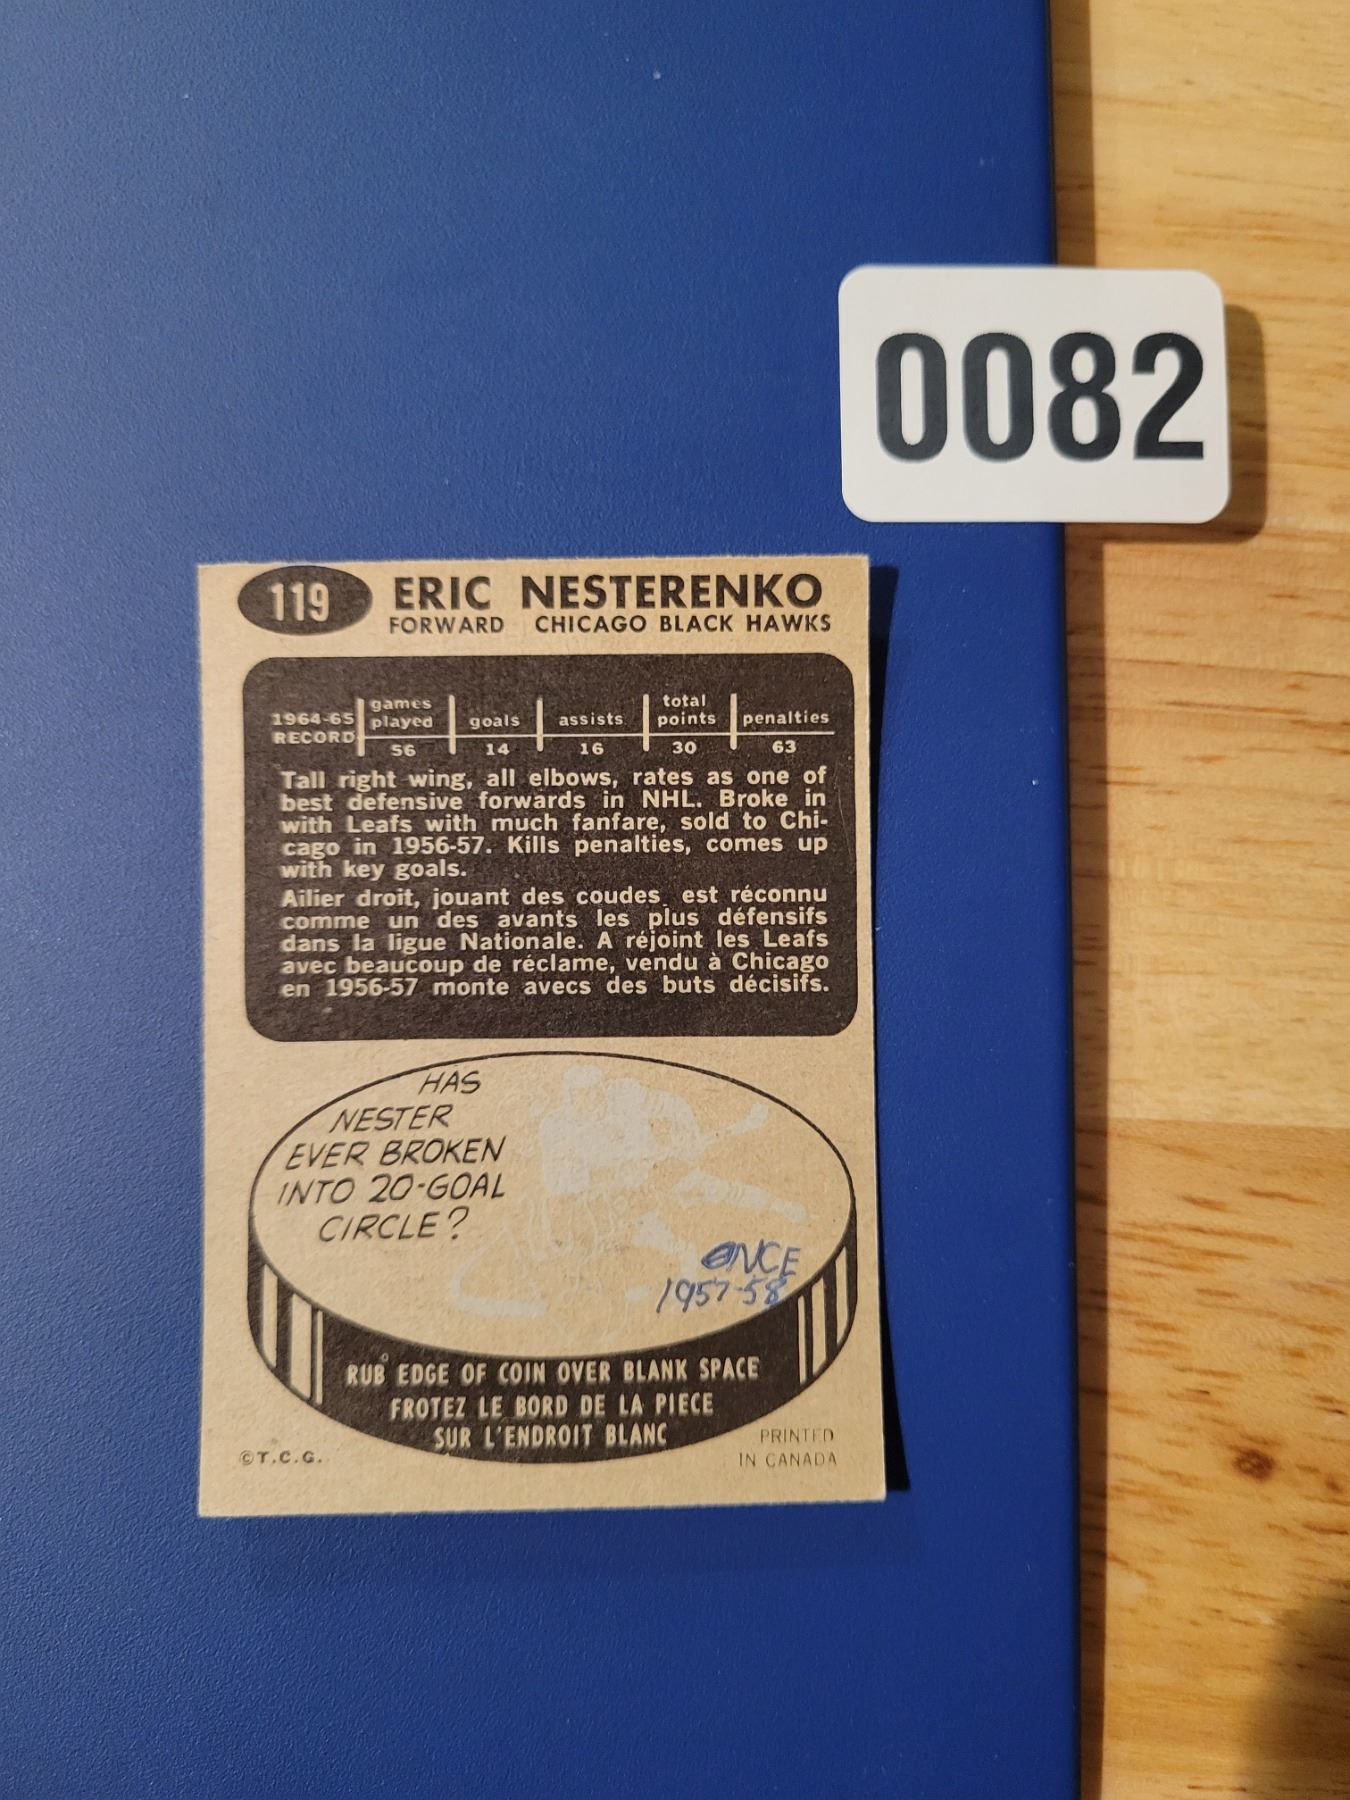 0082
119 ERIC NESTERENKO
FORWARD CHICAGO BLACK HAWKS
1964-65 RECORD games played goals assists total points penalties
56 14 16 30 63
Tall right wing, all elbows, rates as one of
best defensive forwards in NHL. Broke in
with Leafs with much fanfare, sold to Chi-
cago in 1956-57. Kills penalties, comes up
with key goals.
Ailier droit, jouant des coudes est réconnu
comme un des avants les plus défensifs
dans la ligue Nationale. A réjoint les Leafs
avec beaucoup de réclame, vendu à Chicago
en 1956-57 monte avecs des buts décisifs.
HAS
NESTER
EVER BROKEN
INTO 20-GOAL
CIRCLE?
ONCE
1957-58
RUB EDGE OF COIN OVER BLANK SPACE
FROTEZ LE BORD DE LA PIECE
SUR L'ENDROIT BLANC
©T.C.G.
PRINTED
IN CANADA